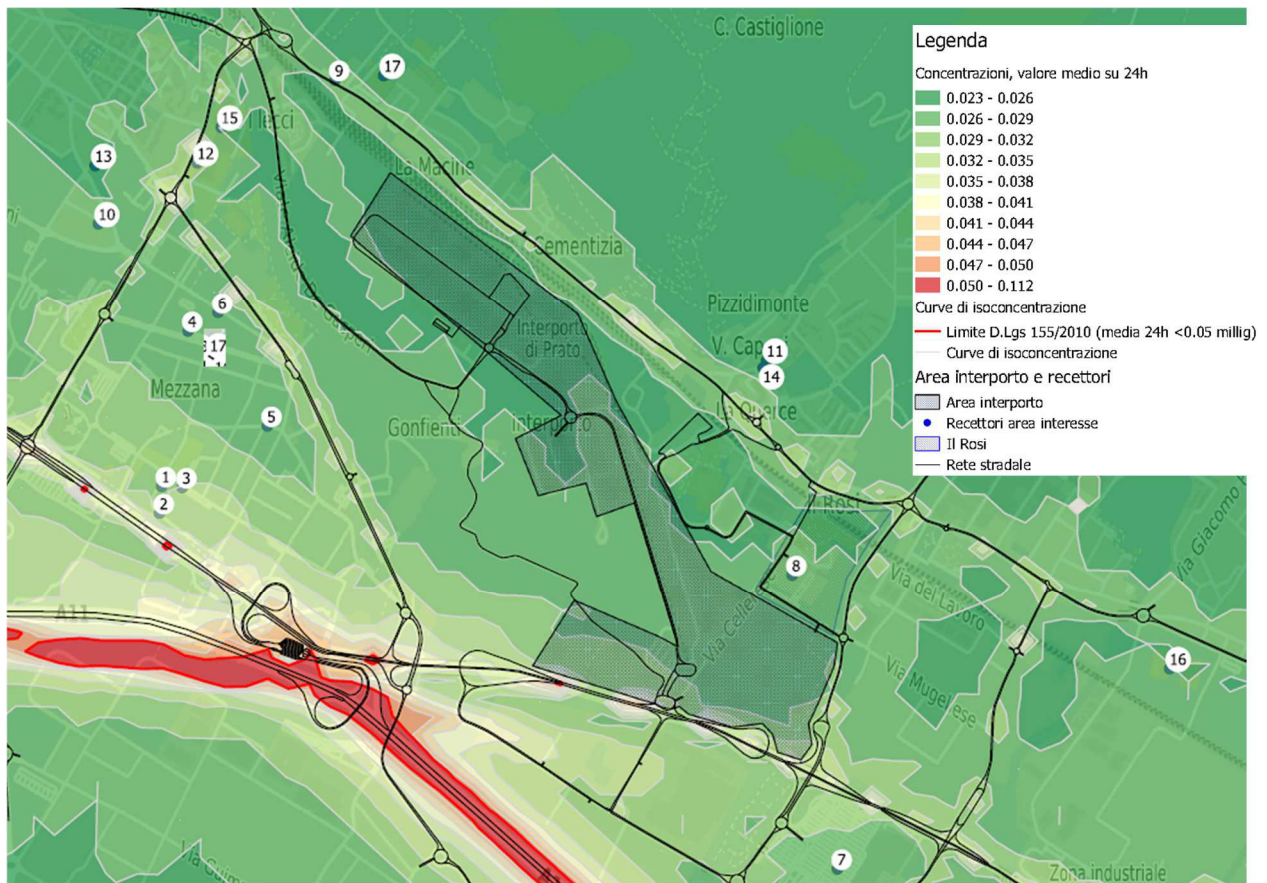 C. Castiglione
9
17
15
I lecci
13
12
La Macine
10
Sementizia
6
4
17
Pizzidimonte
Interporto
di Prato
V. Capponi
11
14
Mezzana
5
Gonfienti
interporto
La Querce
1
3
2
Il Rosi
8
A11
Via del Lavoro
Via Mugellese
16
7
Zona industriale
Via Giacomo
Legenda
Concentrazioni, valore medio su 24h
0.023 - 0.026
0.026 - 0.029
0.029 - 0.032
0.032 - 0.035
0.035 - 0.038
0.038 - 0.041
0.041 - 0.044
0.044 - 0.047
0.047 - 0.050
0.050 - 0.112
Curve di isoconcentrazione
Limite D.Lgs 155/2010 (media 24h <0.05 millig)
Curve di isoconcentrazione
Area interporto e recettori
Area interporto
Recettori area interesse
Il Rosi
Rete stradale